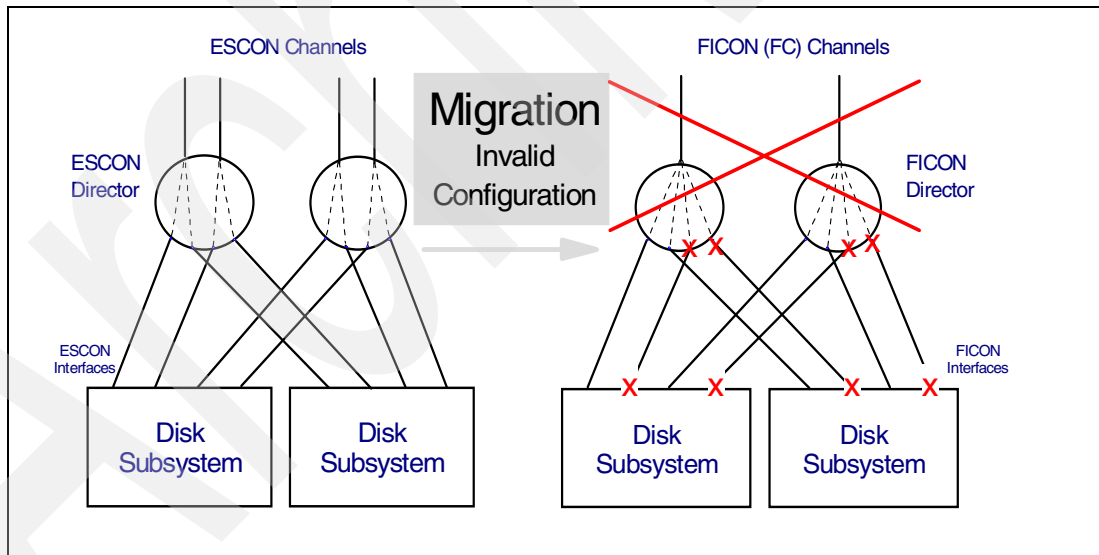 ESCON Channels
FICON (FC) Channels
Migration
Invalid
Configuration
ESCON
Director
FICON
Director
X X
X X
ESCON
Interfaces
FICON
Interfaces
X X X X
Disk
Subsystem
Disk
Subsystem
Disk
Subsystem
Disk
Subsystem